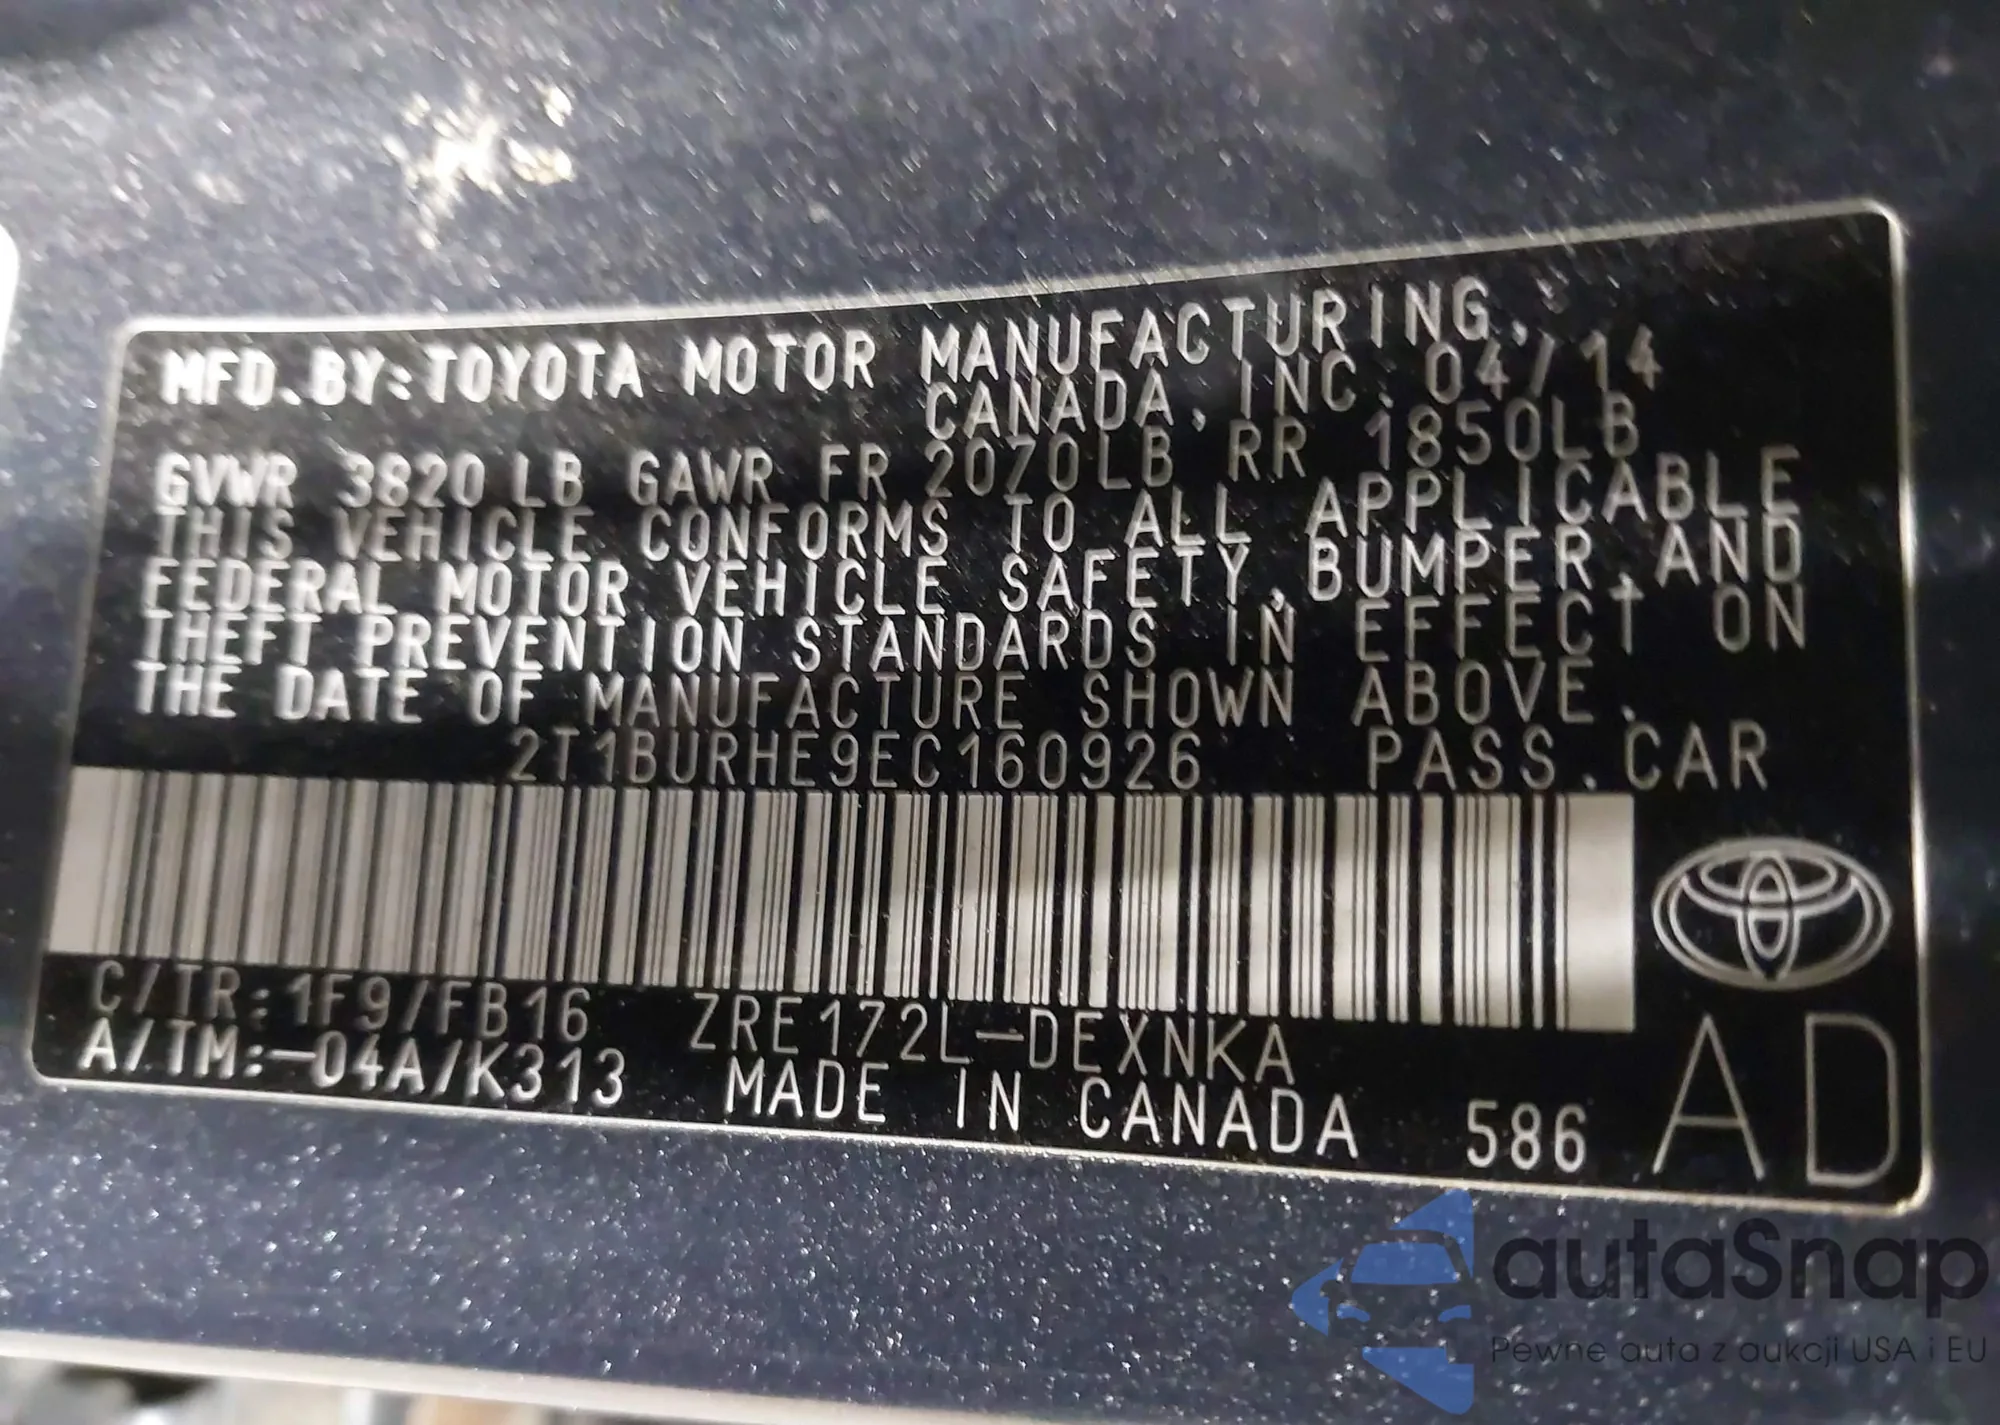 MFD. BY: TOYOTA MOTOR MANUFACTURING,
CANADA, INC. 04/14
GVWR 3820 LB GAWR FR 2070LB RR 1850LB
THIS VEHICLE CONFORMS TO ALL APPLICABLE
FEDERAL MOTOR VEHICLE SAFETY, BUMPER, AND
THEFT PREVENTION STANDARDS IN EFFECT ON
THE DATE OF MANUFACTURE SHOWN ABOVE.
2T1BURHE9EC160926 PASS. CAR
C/TR: 1F9/FB16 ZRE172L-DEXNKA
A/TM: -04A/K313 MADE IN CANADA 586
AD
autaSnap
Pewne auta z aukcji USA i EU